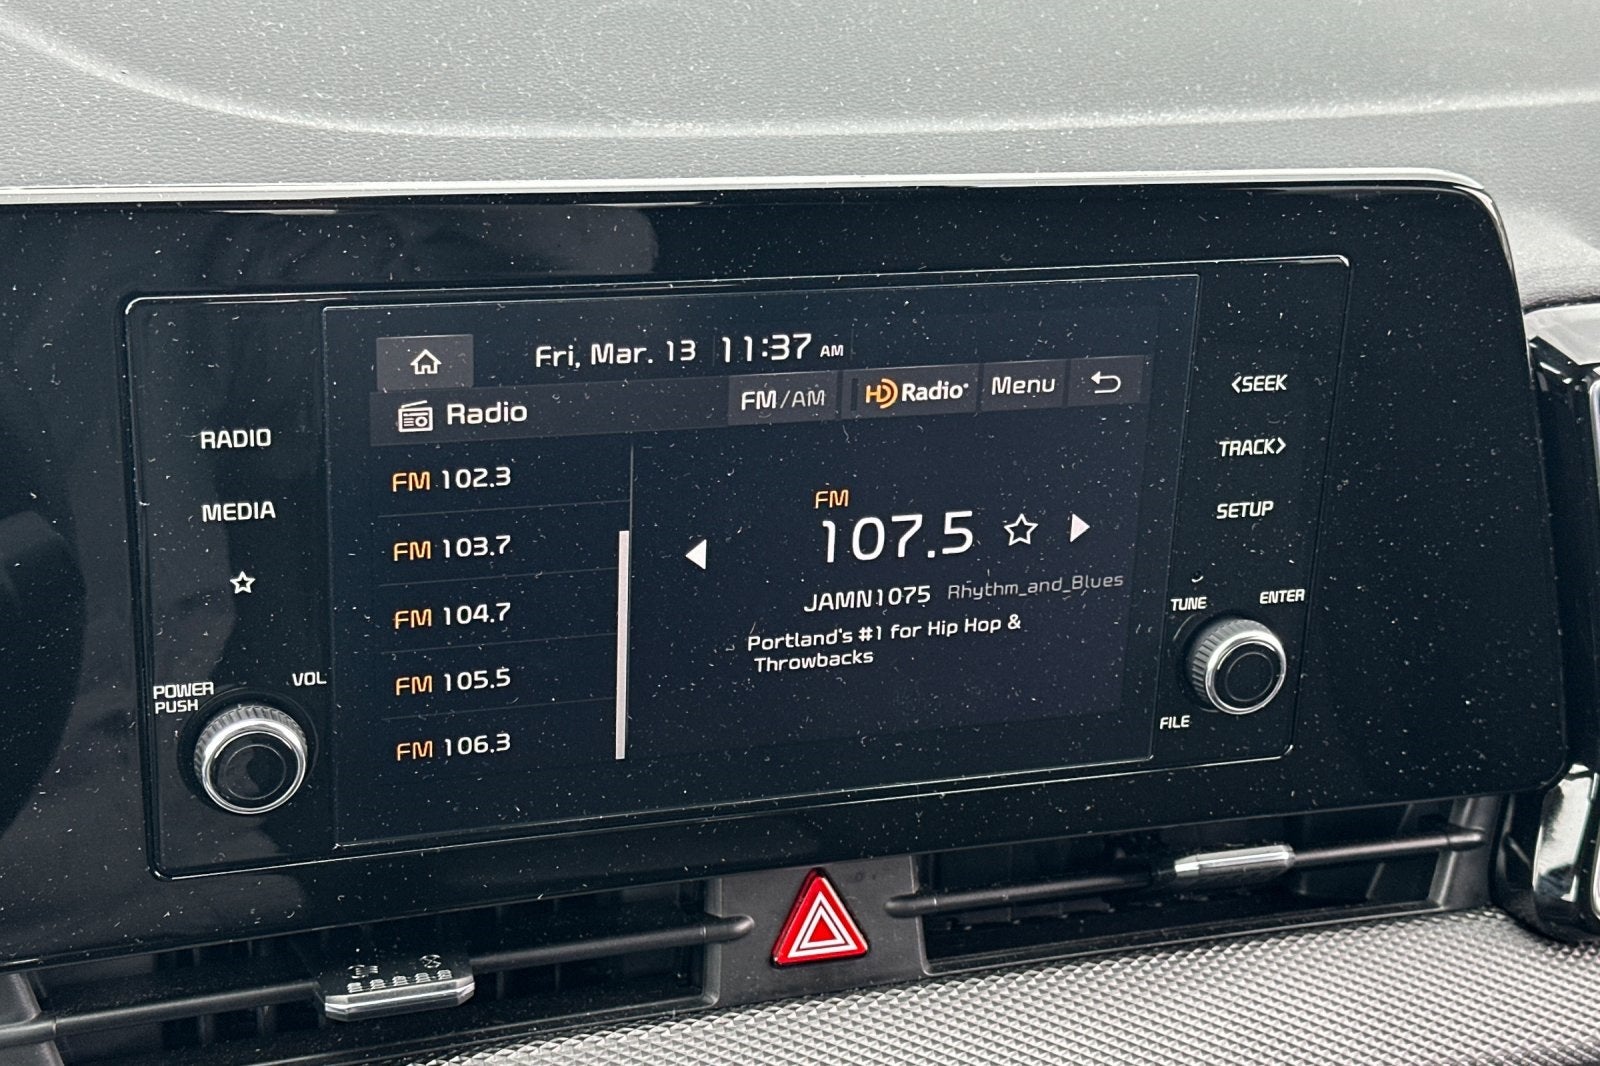 Fri, Mar. 13 11:37 AM
Radio
FM/AM
HD Radio
Menu
FM 102.3
FM 103.7
FM 104.7
FM 105.5
FM 106.3
FM
107.5
JAMN1075 Rhythm_and_Blues
Portland's #1 for Hip Hop &
Throwbacks
RADIO
MEDIA
POWER
PUSH
VOL
<SEEK
TRACK>
SETUP
TUNE
ENTER
FILE